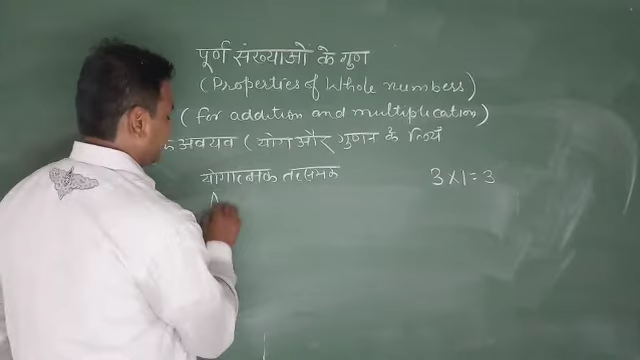 पूर्ण संख्याओं के गुण
(Properties of Whole numbers)
(For addition and multiplication)
अवयव (योग और गुणन के लिये
योगात्मक तत्समक 3 x 1 = 3
A